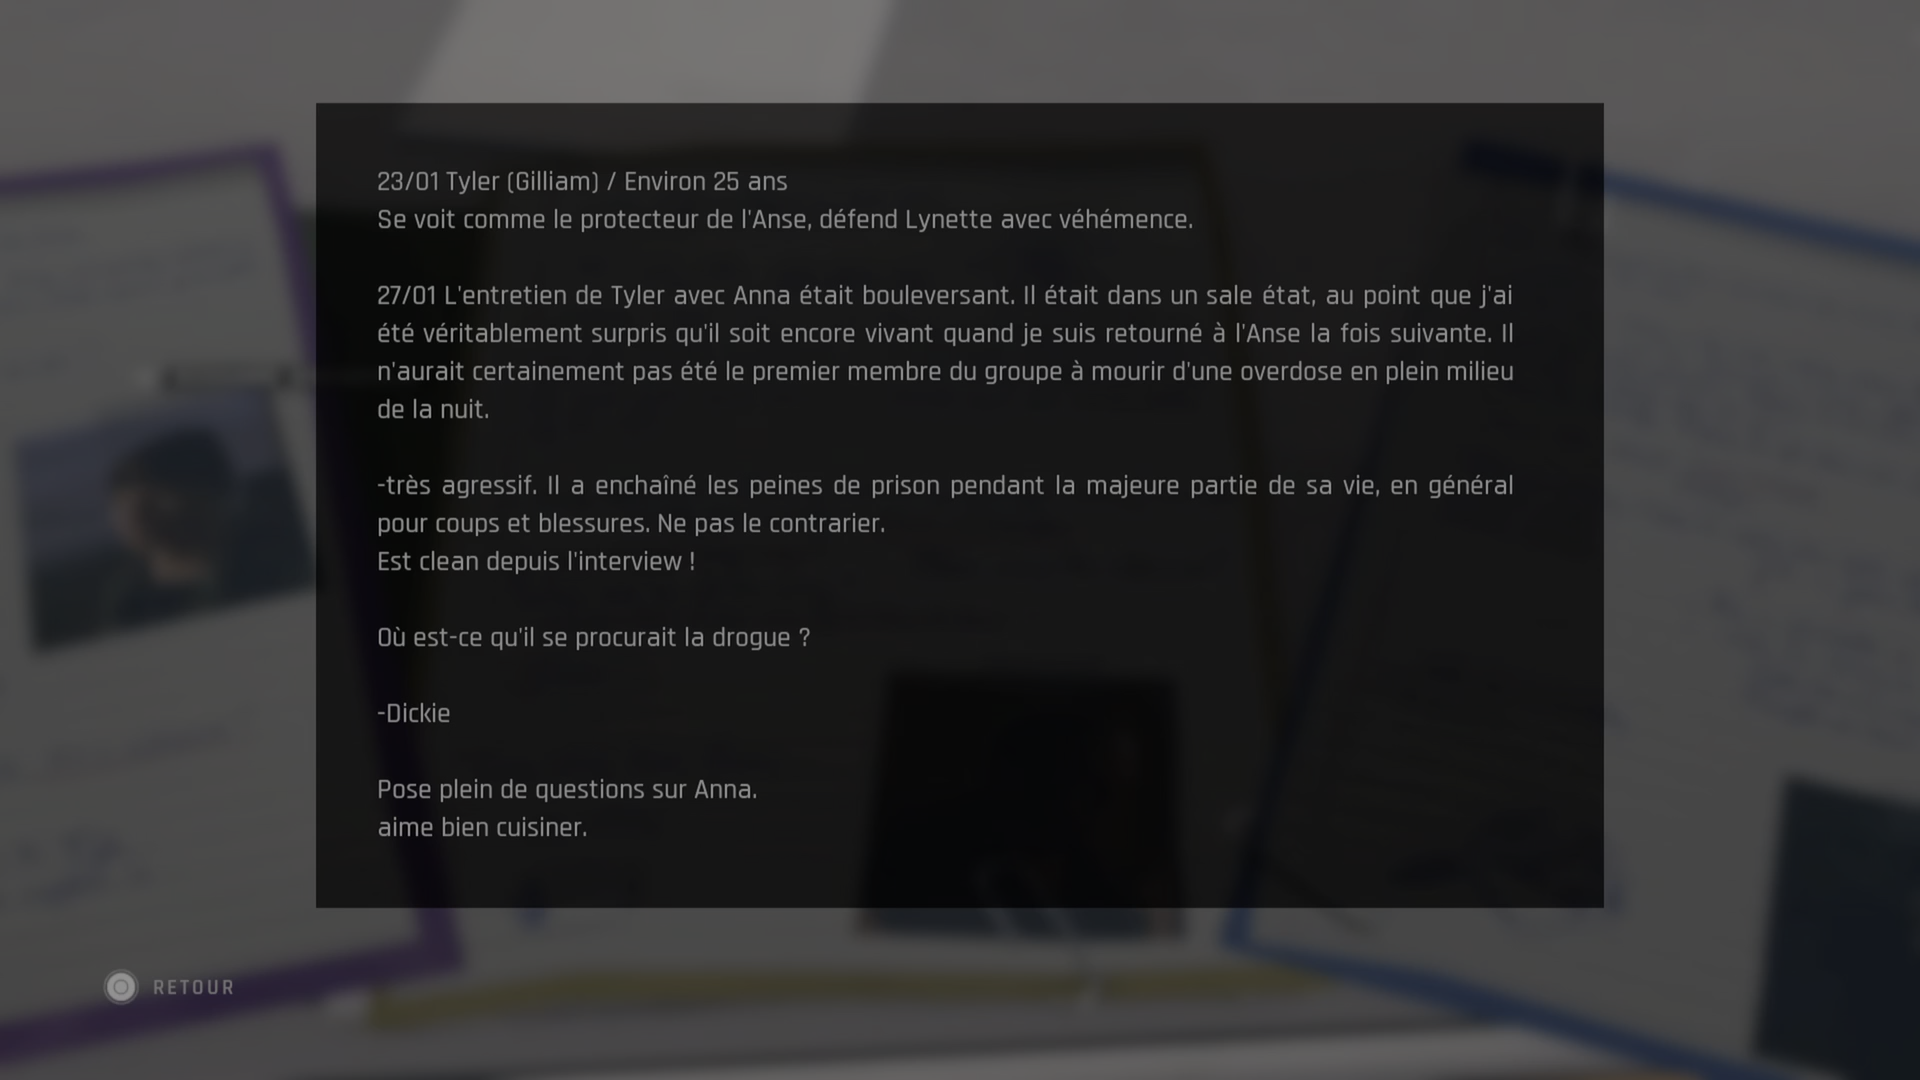 23/01 Tyler (Gilliam) / Environ 25 ans
Se voit comme le protecteur de l'Anse, défend Lynette avec véhémence.
27/01 L'entretien de Tyler avec Anna était bouleversant. Il était dans un sale état, au point que j'ai
été véritablement surpris qu'il soit encore vivant quand je suis retourné à l'Anse la fois suivante. Il
n'aurait certainement pas été le premier membre du groupe à mourir d'une overdose en plein milieu
de la nuit.
-très agressif. Il a enchaîné les peines de prison pendant la majeure partie de sa vie, en général
pour coups et blessures. Ne pas le contrarier.
Est clean depuis l'interview !
Où est-ce qu'il se procurait la drogue ?
-Dickie
Pose plein de questions sur Anna.
aime bien cuisiner.
RETOUR